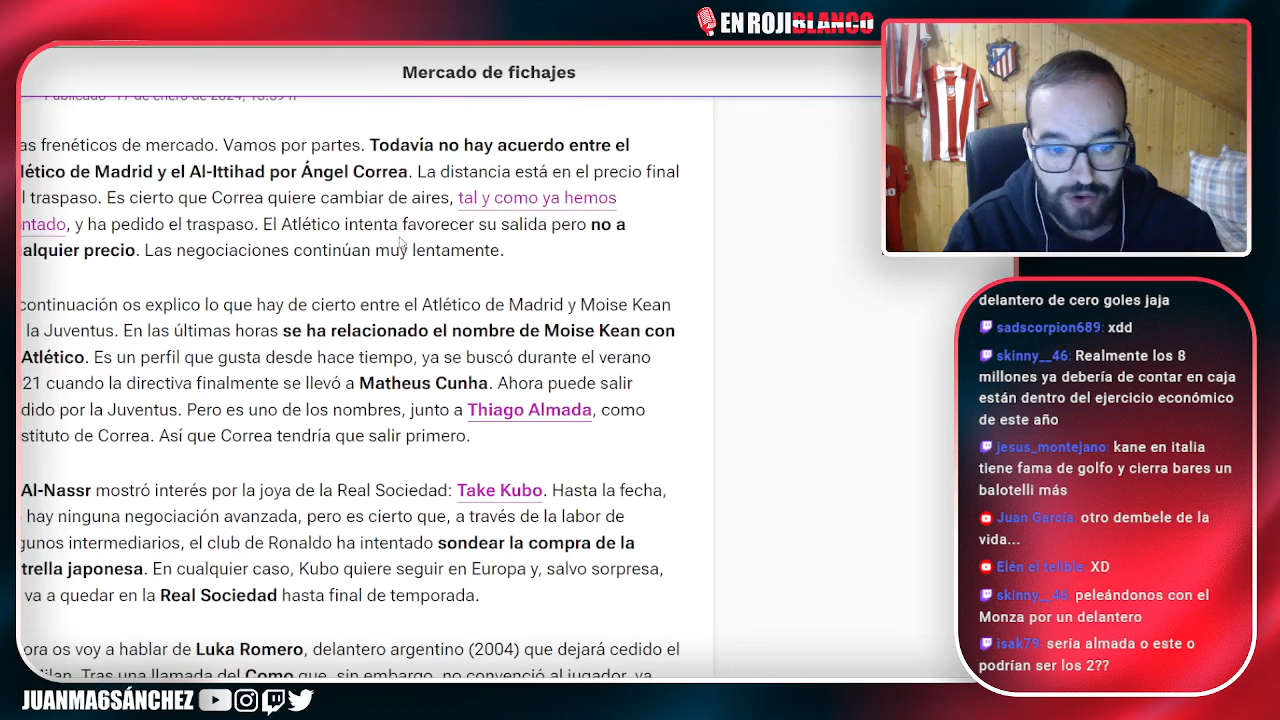 EN ROJIBLANCO
Mercado de fichajes
as frenéticos de mercado. Vamos por partes. Todavía no hay acuerdo entre el
lético de Madrid y el Al-Ittihad por Ángel Correa. La distancia está en el precio final
l traspaso. Es cierto que Correa quiere cambiar de aires, tal y como ya hemos
ntado, y ha pedido el traspaso. El Atlético intenta favorecer su salida pero no a
alquier precio. Las negociaciones continúan muy lentamente.
continuación os explico lo que hay de cierto entre el Atlético de Madrid y Moise Kean
la Juventus. En las últimas horas se ha relacionado el nombre de Moise Kean con
Atlético. Es un perfil que gusta desde hace tiempo, ya se buscó durante el verano
21 cuando la directiva finalmente se llevó a Matheus Cunha. Ahora puede salir
dido por la Juventus. Pero es uno de los nombres, junto a Thiago Almada, como
stituto de Correa. Así que Correa tendría que salir primero.
Al-Nassr mostró interés por la joya de la Real Sociedad: Take Kubo. Hasta la fecha,
hay ninguna negociación avanzada, pero es cierto que, a través de la labor de
gunos intermediarios, el club de Ronaldo ha intentado sondear la compra de la
trella japonesa. En cualquier caso, Kubo quiere seguir en Europa y, salvo sorpresa,
va a quedar en la Real Sociedad hasta final de temporada.
ora os voy a hablar de Luka Romero, delantero argentino (2004) que dejará cedido el
Milan. Tras una llamada del Como que, sin embargo, no convenció al jugador, ya
delantero de cero goles jaja
sadscorpion689: xdd
skinny__46: Realmente los 8
millones ya debería de contar en caja
están dentro del ejercicio económico
de este año
jesus_montejano: kane en italia
tiene fama de golfo y cierra bares un
balotelli más
Juan García: otro dembele de la
vida...
Elén el telible: XD
skinny__46: peleándonos con el
Monza por un delantero
isak79: sería almada o este o
podrían ser los 2??
JUANMA6SÁNCHEZ